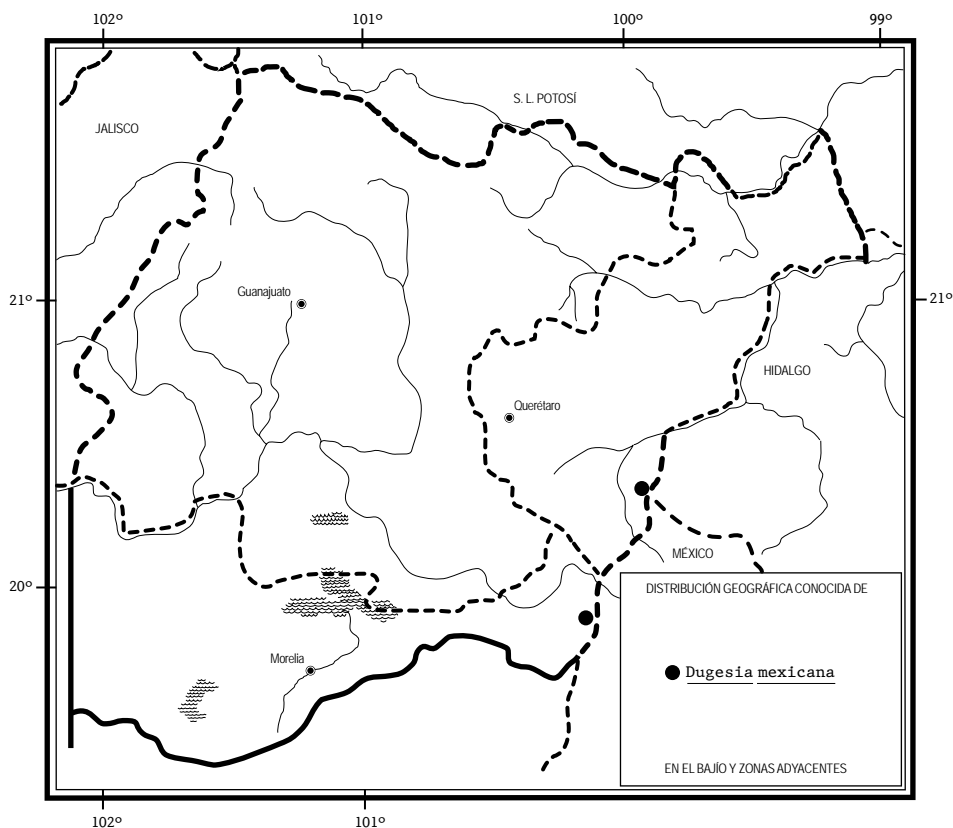 102° 101° 100° 99°
S. L. POTOSÍ
JALISCO
Guanajuato
21° 21°
HIDALGO
Querétaro
MÉXICO
20°
DISTRIBUCIÓN GEOGRÁFICA CONOCIDA DE
Morelia
Dugesia mexicana
EN EL BAJÍO Y ZONAS ADYACENTES
102° 101°